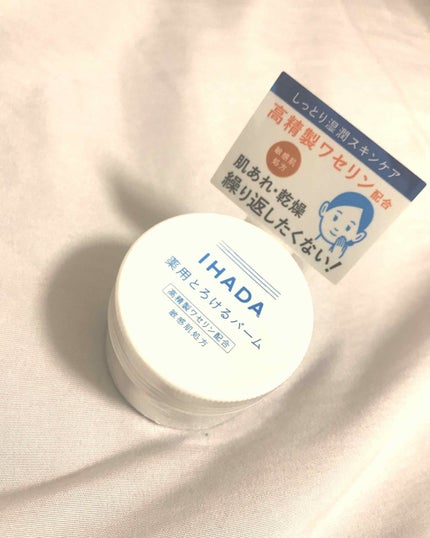 しっとり湿潤スキンケア
高精製ワセリン配合
敏感肌
処方
肌あれ・乾燥
繰り返したくない!
IHADA
薬用とろけるバーム
高精製ワセリン配合
敏感肌処方